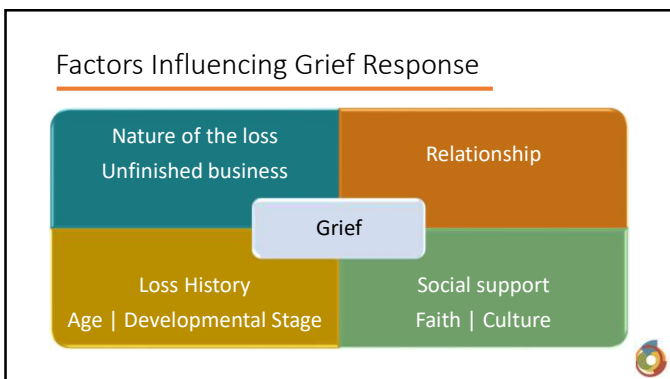 Factors Influencing Grief Response
Nature of the loss
Unfinished business
Relationship
Grief
Loss History
Age | Developmental Stage
Social support
Faith | Culture